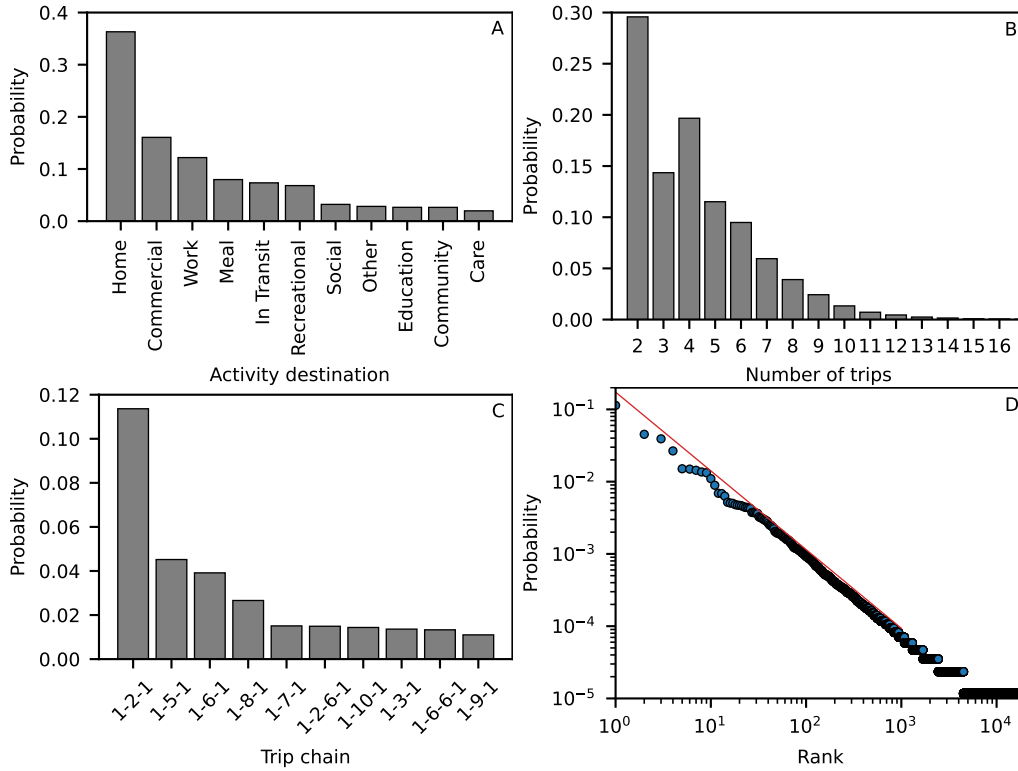 A
Probability
0.4
0.3
0.2
0.1
0.0
Home
Commercial
Work
Meal
In Transit
Recreational
Social
Other
Education
Community
Care
Activity destination
B
Probability
0.30
0.25
0.20
0.15
0.10
0.05
0.00
2 3 4 5 6 7 8 9 10 11 12 13 14 15 16
Number of trips
C
Probability
0.12
0.10
0.08
0.06
0.04
0.02
0.00
1-2-1
1-5-1
1-6-1
1-8-1
1-7-1
1-2-6-1
1-10-1
1-3-1
1-6-6-1
1-9-1
Trip chain
D
Probability
10⁻¹
10⁻²
10⁻³
10⁻⁴
10⁻⁵
10⁰ 10¹ 10² 10³ 10⁴
Rank